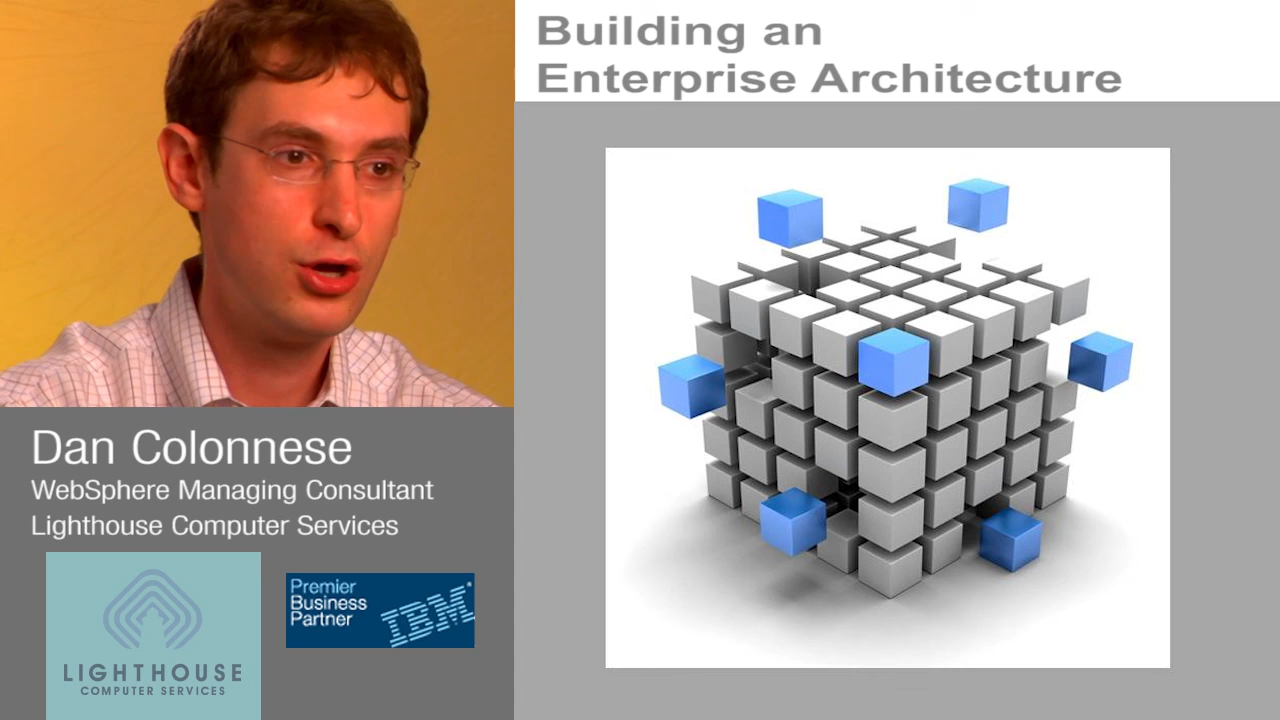 Building an
Enterprise Architecture
Dan Colonnese
WebSphere Managing Consultant
Lighthouse Computer Services
LIGHTHOUSE
COMPUTER SERVICES
Premier
Business
Partner
IBM